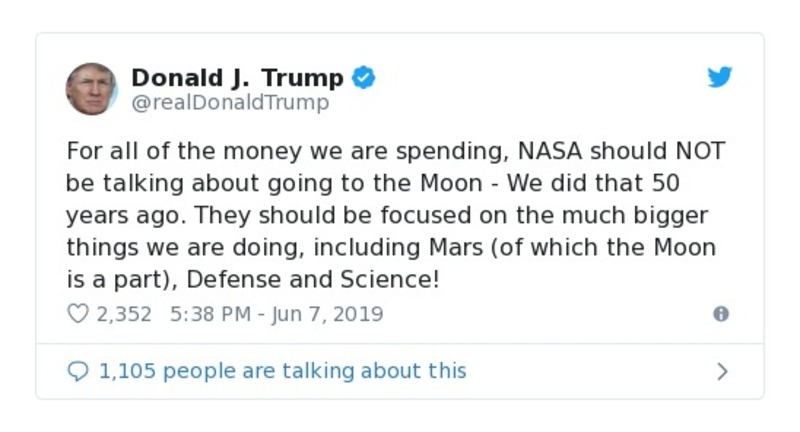 Donald J. Trump
@realDonaldTrump
For all of the money we are spending, NASA should NOT
be talking about going to the Moon - We did that 50
years ago. They should be focused on the much bigger
things we are doing, including Mars (of which the Moon
is a part), Defense and Science!
2,352 5:38 PM - Jun 7, 2019
1,105 people are talking about this